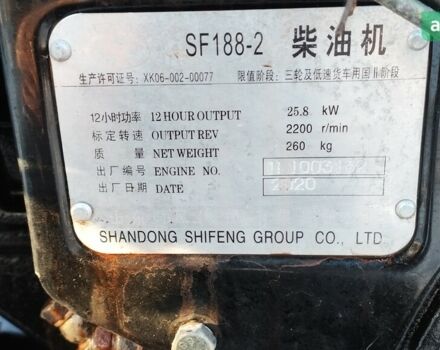 SF188-2 柴油机
生产许可证号：XK06-002-00077 限值阶段：三轮及低速货车用国Ⅱ阶段
12小时功率 12 HOUR OUTPUT 25.8 kW
标定转速 OUTPUT REV 2200 r/min
质量 NET WEIGHT 260 kg
出厂编号 ENGINE NO.
出厂日期 DATE 2020
SHANDONG SHIFENG GROUP CO., LTD